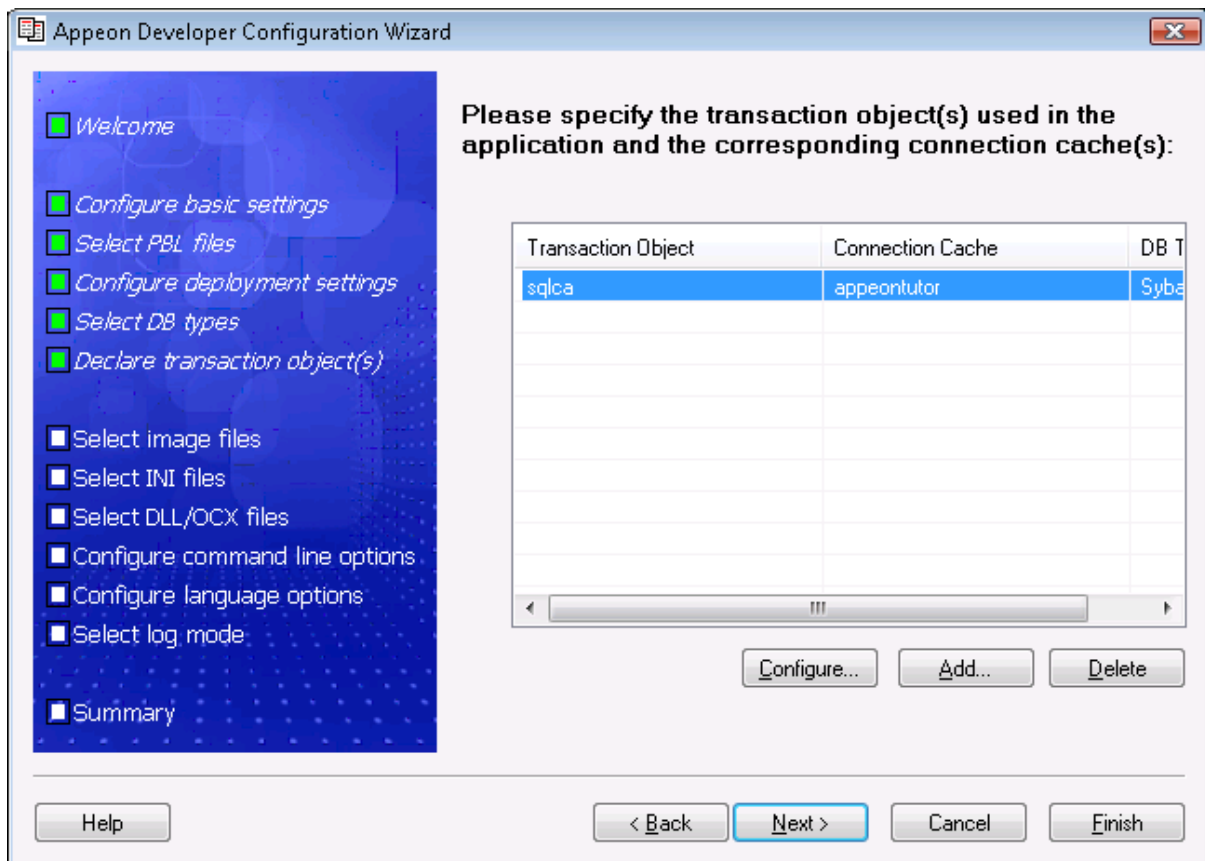 Appeon Developer Configuration Wizard
Welcome
Configure basic settings
Select PBL files
Configure deployment settings
Select DB types
Declare transaction object(s)
Select image files
Select INI files
Select DLL/OCX files
Configure command line options
Configure language options
Select log mode
Summary
Please specify the transaction object(s) used in the
application and the corresponding connection cache(s):
Transaction Object Connection Cache DB T
sqlca appeontutor Syba
Configure... Add... Delete
Help < Back Next > Cancel Finish